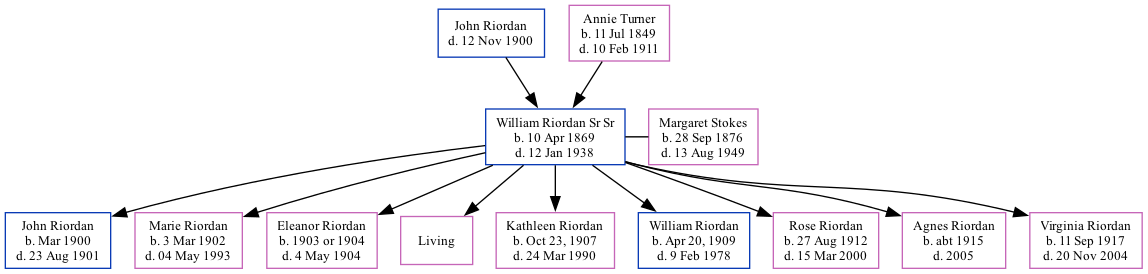 John Riordan
d. 12 Nov 1900
Annie Turner
b. 11 Jul 1849
d. 10 Feb 1911
William Riordan Sr Sr
b. 10 Apr 1869
d. 12 Jan 1938
Margaret Stokes
b. 28 Sep 1876
d. 13 Aug 1949
John Riordan
b. Mar 1900
d. 23 Aug 1901
Marie Riordan
b. 3 Mar 1902
d. 04 May 1993
Eleanor Riordan
b. 1903 or 1904
d. 4 May 1904
Living
Kathleen Riordan
b. Oct 23, 1907
d. 24 Mar 1990
William Riordan
b. Apr 20, 1909
d. 9 Feb 1978
Rose Riordan
b. 27 Aug 1912
d. 15 Mar 2000
Agnes Riordan
b. abt 1915
d. 2005
Virginia Riordan
b. 11 Sep 1917
d. 20 Nov 2004